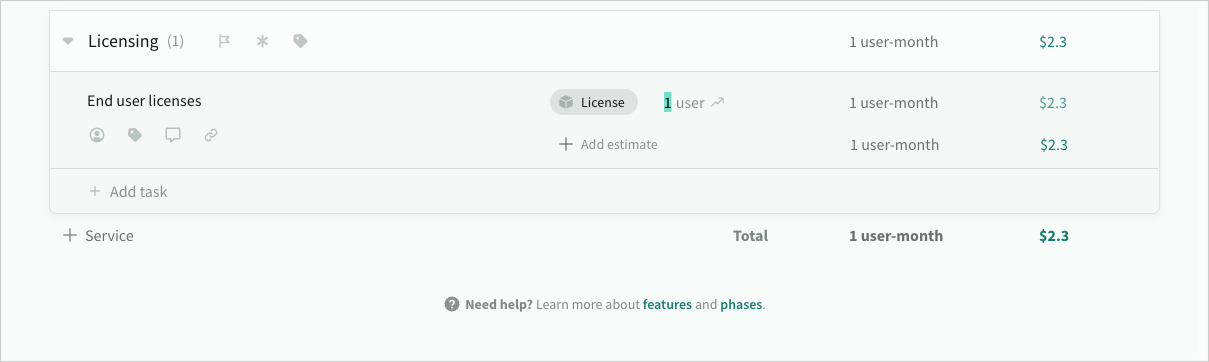 Licensing (1) 1 user-month $2.3
End user licenses License 1 user 1 user-month $2.3
Add estimate 1 user-month $2.3
Add task
Service Total 1 user-month $2.3
Need help? Learn more about features and phases.